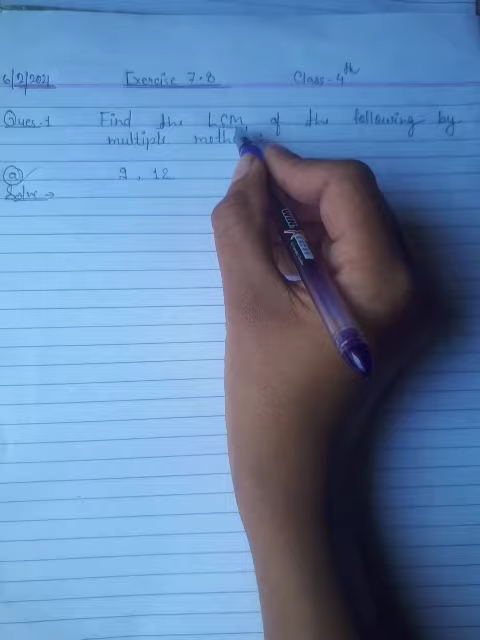 6/2/2021 Exercise 7.8 Class-4th
Ques.1 Find the LCM of the following by
multiple
(a)
Solve → 9, 12